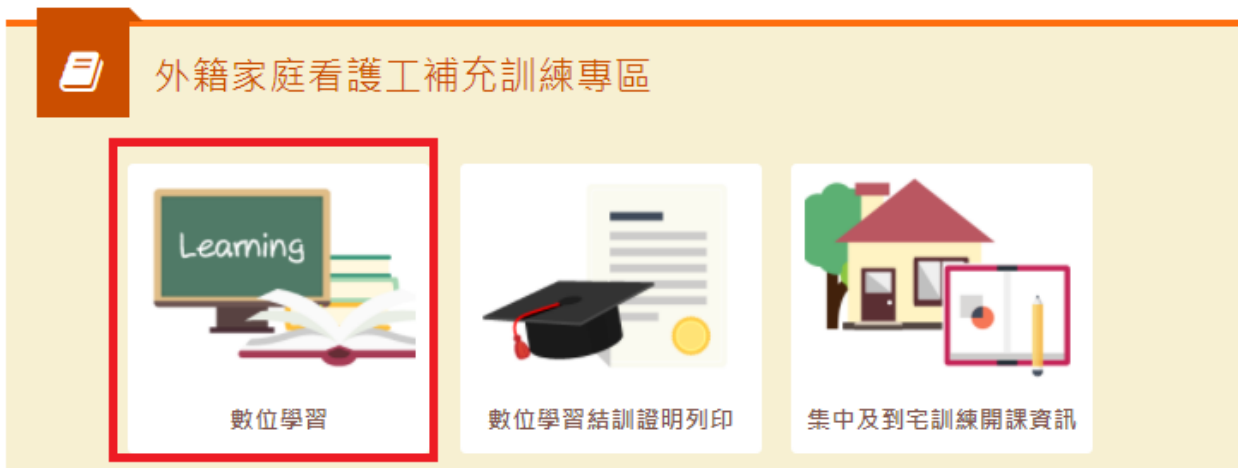 外籍家庭看護工補充訓練專區
Learning
數位學習
數位學習結訓證明列印
集中及到宅訓練開課資訊